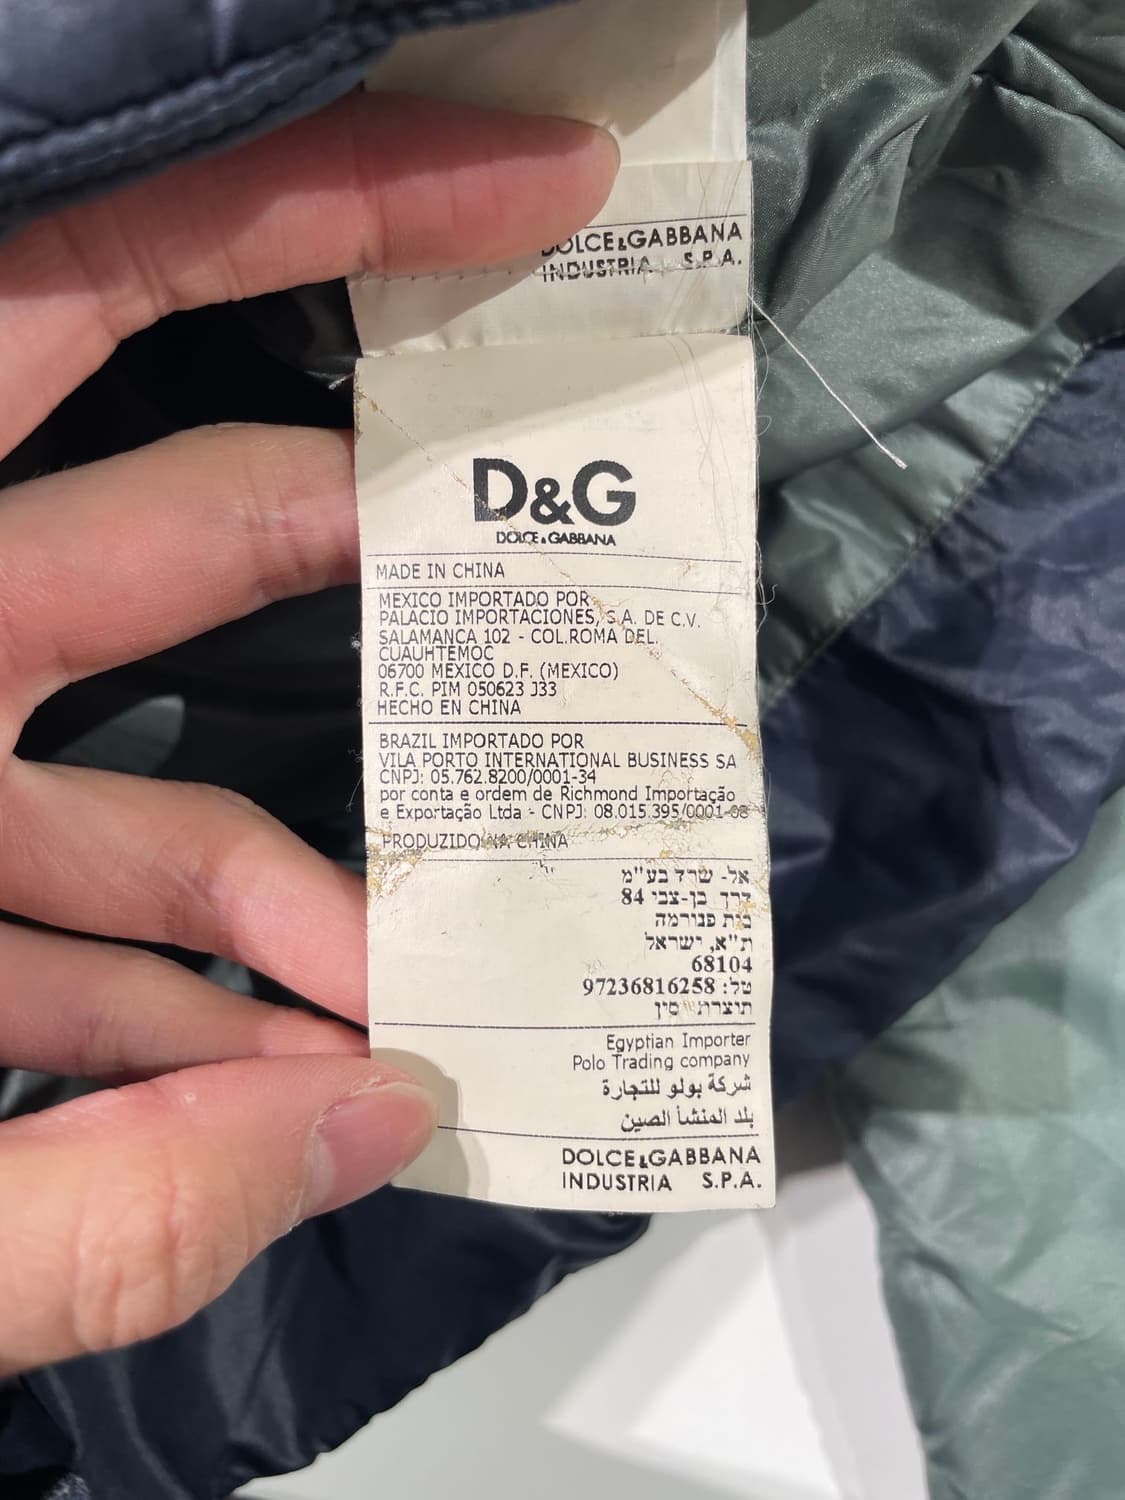 DOLCE&GABBANA
INDUSTRIA S.P.A.
D&G
DOLCE & GABBANA
MADE IN CHINA
MEXICO IMPORTADO POR
PALACIO IMPORTACIONES, S.A. DE C.V.
SALAMANCA 102 - COL.ROMA DEL.
CUAUHTEMOC
06700 MEXICO D.F. (MEXICO)
R.F.C. PIM 050623 J33
HECHO EN CHINA
BRAZIL IMPORTADO POR
VILA PORTO INTERNATIONAL BUSINESS SA
CNPJ: 05.762.8200/0001-34
por conta e ordem de Richmond Importação
e Exportação Ltda - CNPJ: 08.015.395/0001-08
PRODUZIDO NA CHINA
אל- שרד בע"מ
דרך בן-צבי 84
בית פנורמה
ת"א, ישראל
68104
טל: 97236816258
תוצרת סין
Egyptian Importer
Polo Trading company
شركة بولو للتجارة
بلد المنشأ الصين
DOLCE&GABBANA
INDUSTRIA S.P.A.